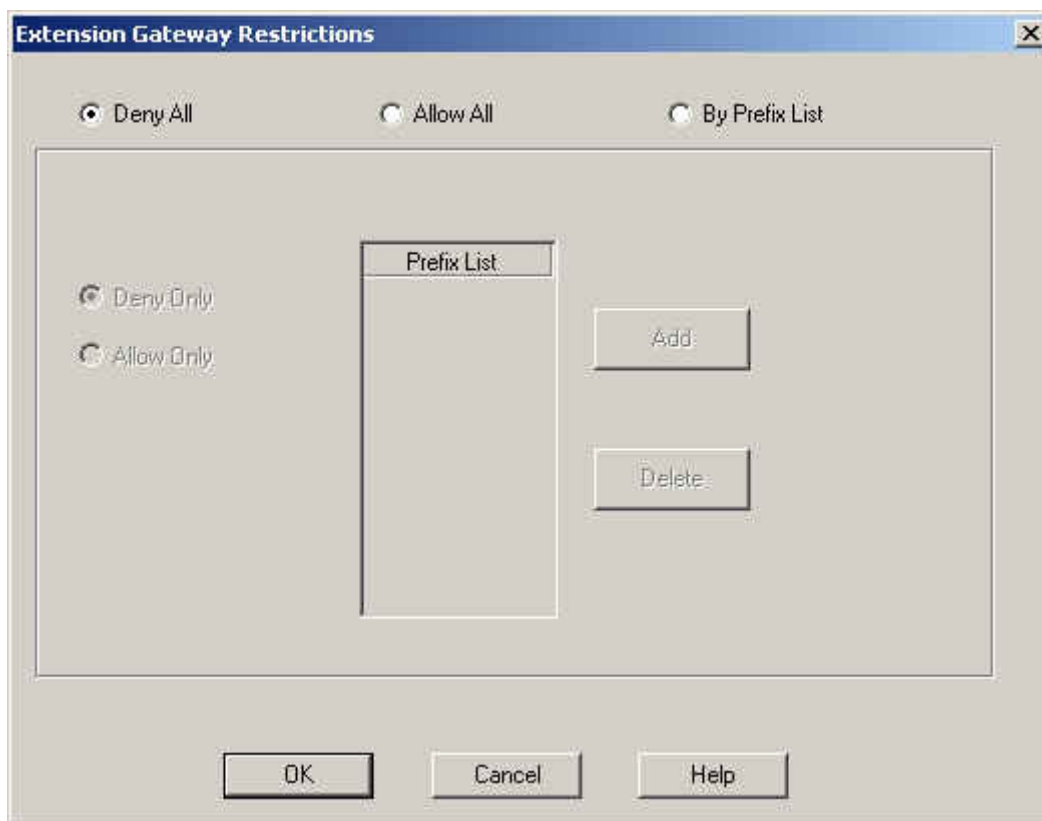 Extension Gateway Restrictions
Deny All
Allow All
By Prefix List
Prefix List
Deny Only
Allow Only
Add
Delete
OK
Cancel
Help